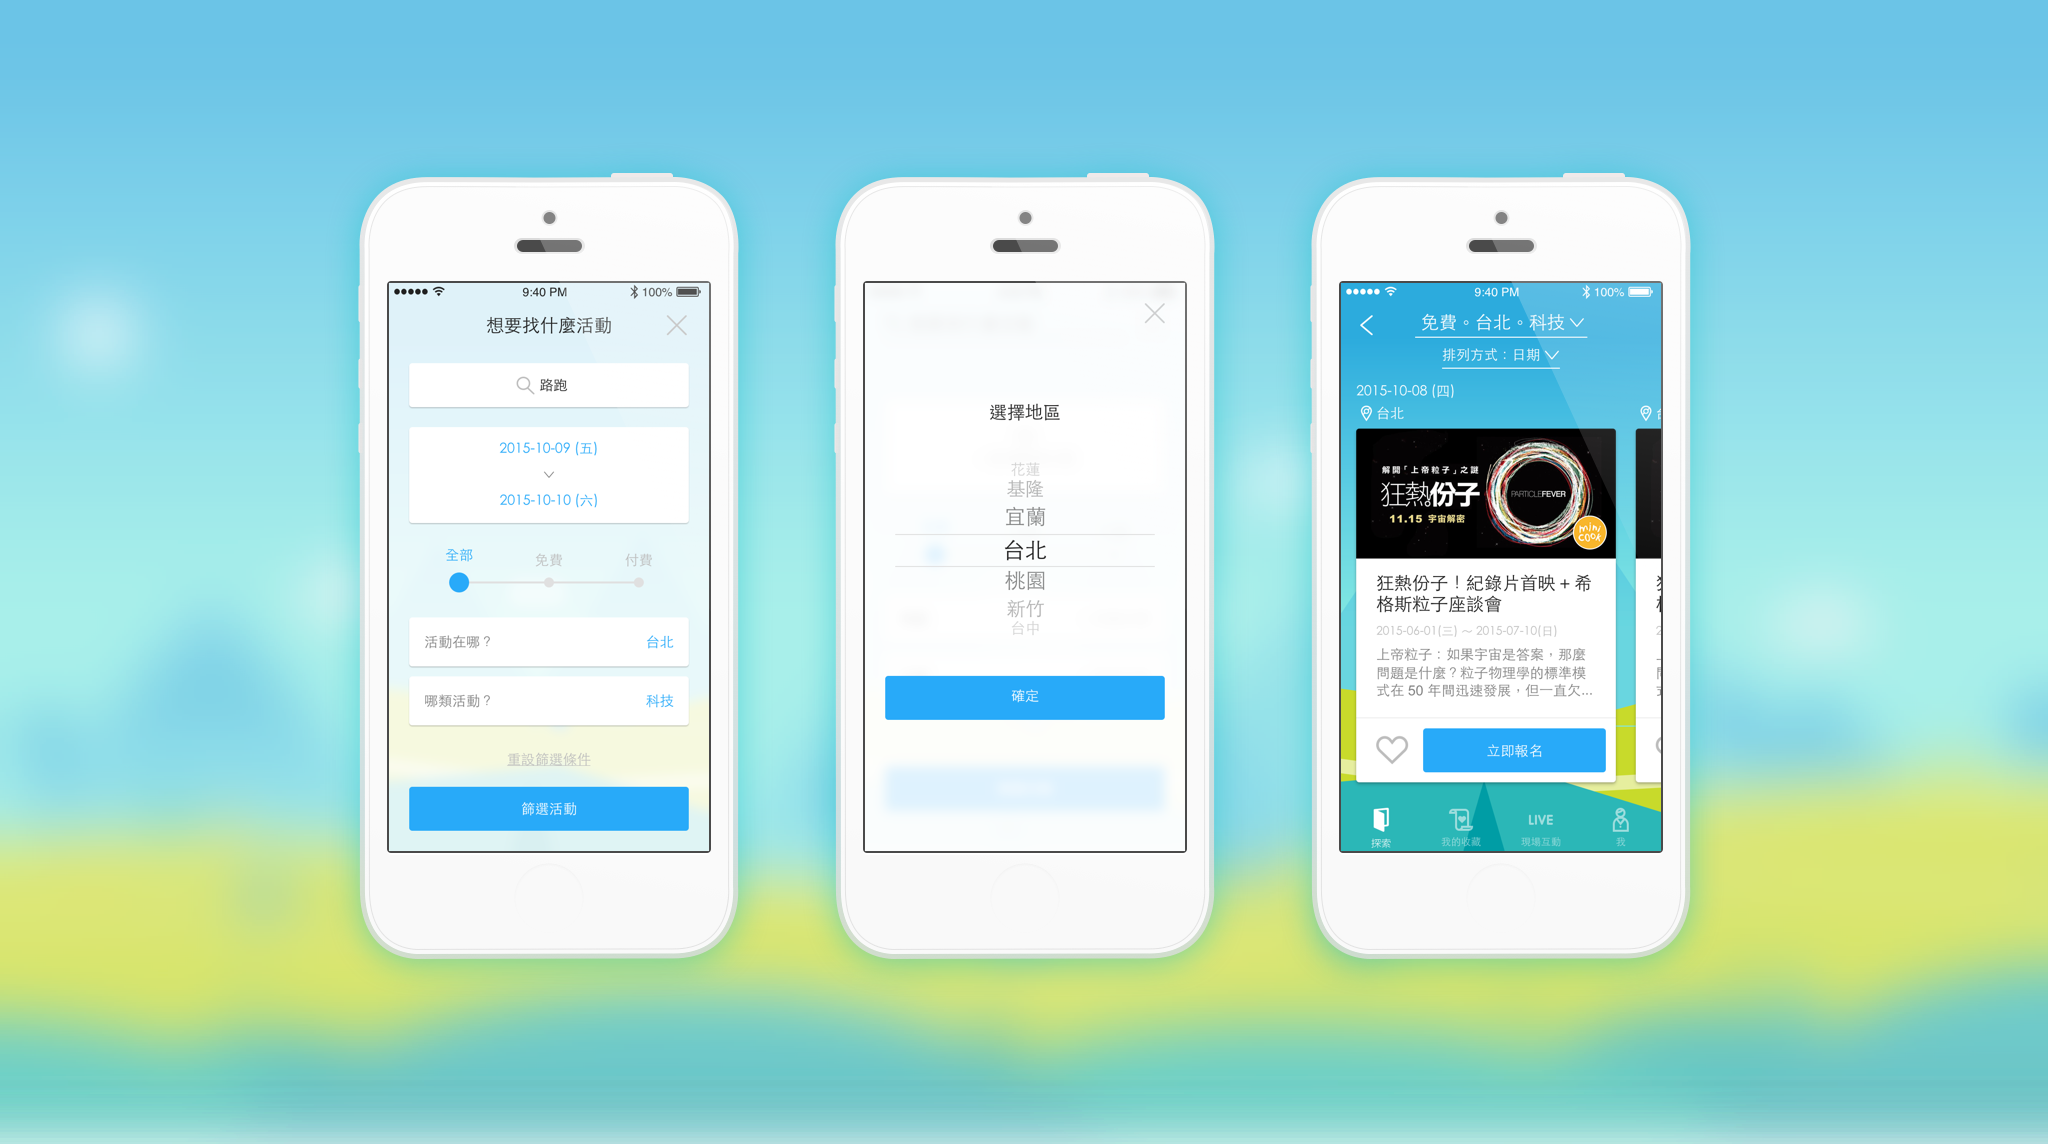 9:40 PM
100%
想要找什麼活動
路跑
2015-10-09 (五)
2015-10-10 (六)
全部
免費
付費
活動在哪？
台北
哪類活動？
科技
重設篩選條件
篩選活動
選擇地區
花蓮
基隆
宜蘭
台北
桃園
新竹
台中
確定
9:40 PM
100%
免費。台北。科技
排列方式：日期
2015-10-08 (四)
台北
解開「上帝粒子」之謎
狂熱份子
11.15 宇宙解密
PARTICLEFEVER
mini
cook
狂熱份子！紀錄片首映 + 希
格斯粒子座談會
2015-06-01(三) ～ 2015-07-10(日)
上帝粒子：如果宇宙是答案，那麼
問題是什麼？粒子物理學的標準模
式在 50 年間迅速發展，但一直欠...
立即報名
探索
我的收藏
LIVE
現場互動
我